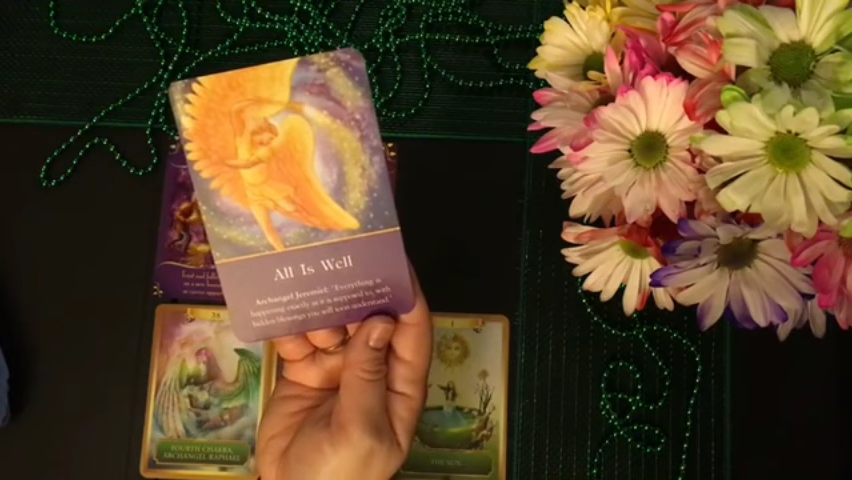 All Is Well
Archangel Jeremiel: "Everything is
happening exactly as it is supposed to, with
hidden blessings you will soon understand."
FOURTH CHAKRA,
ARCHANGEL RAPHAEL
THE SUN